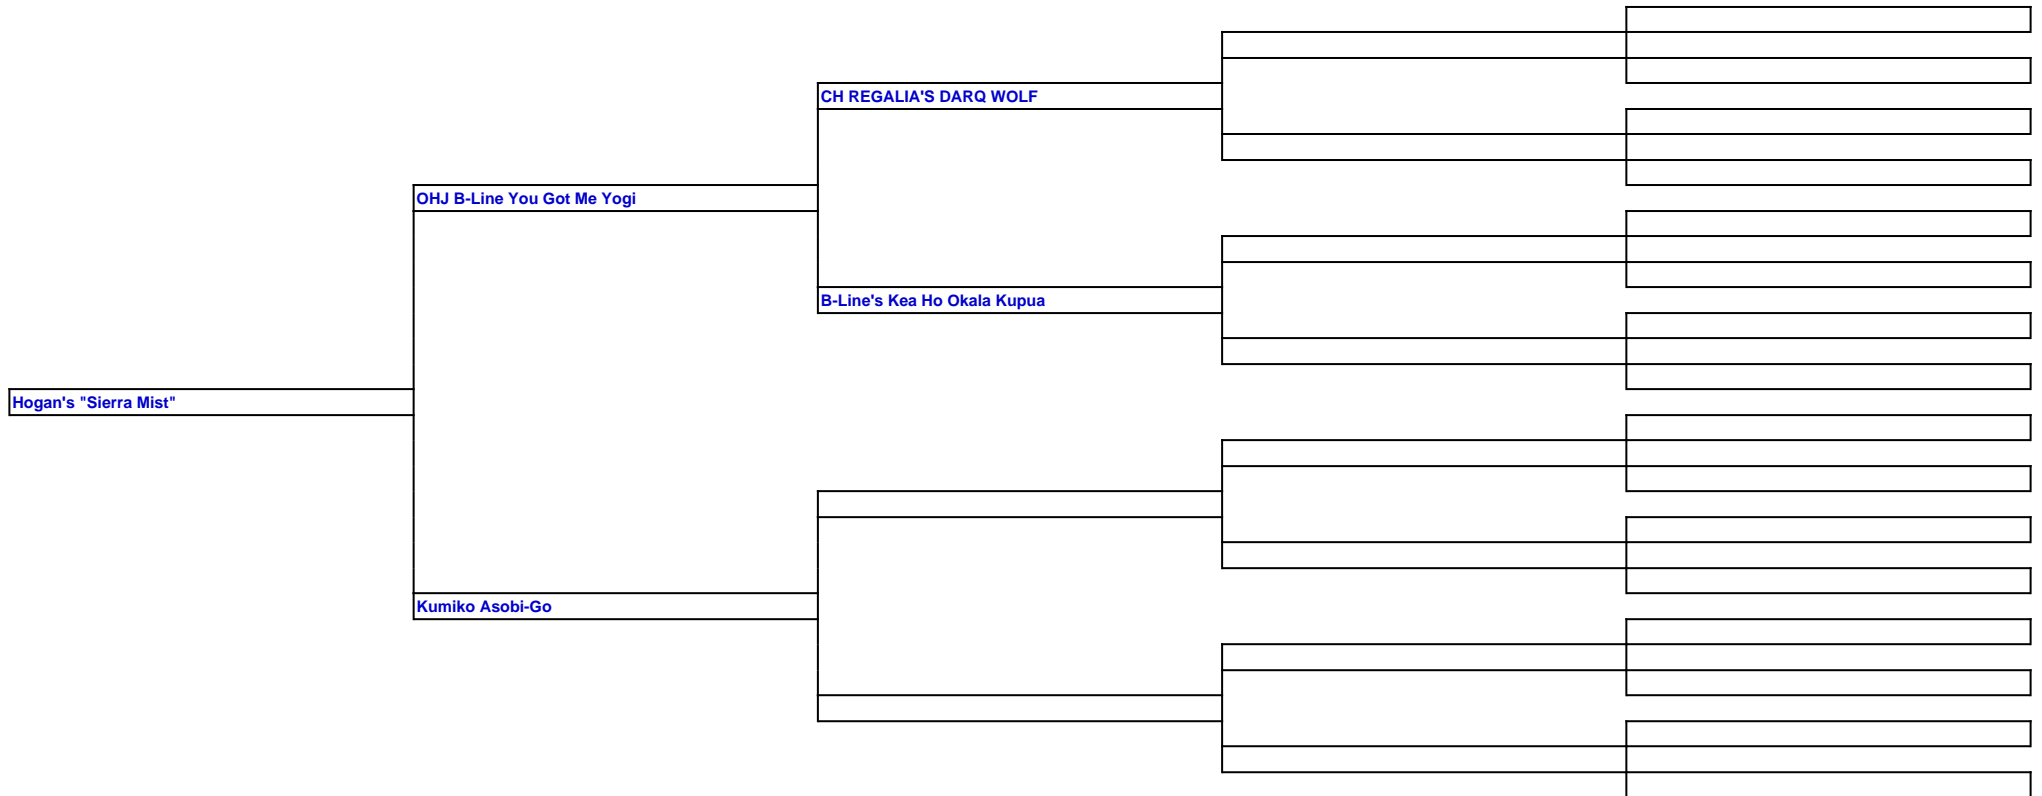 CH REGALIA'S DARQ WOLF
OHJ B-Line You Got Me Yogi
B-Line's Kea Ho Okala Kupua
Hogan's "Sierra Mist"
Kumiko Asobi-Go